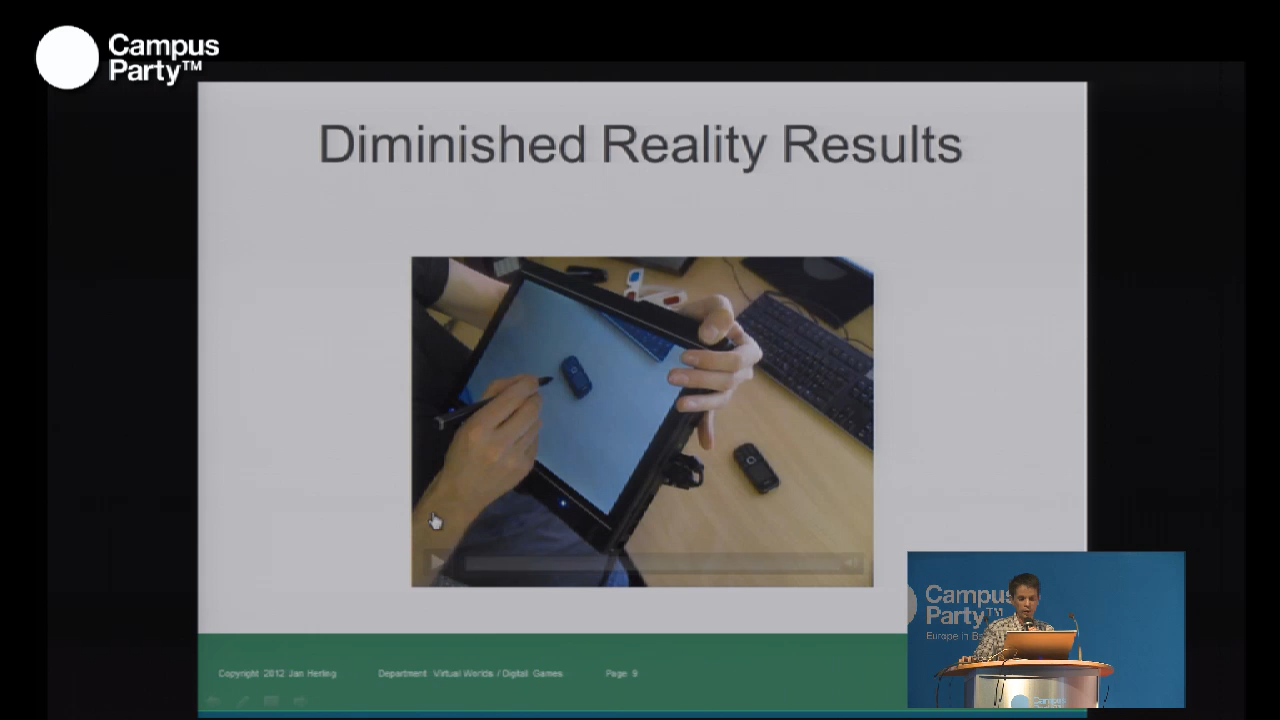 Campus
Party™
Diminished Reality Results
Campus
Party™
Europe in
Copyright 2012 Jan Herling
Department Virtual Worlds / Digital Games
Page 9
Campus